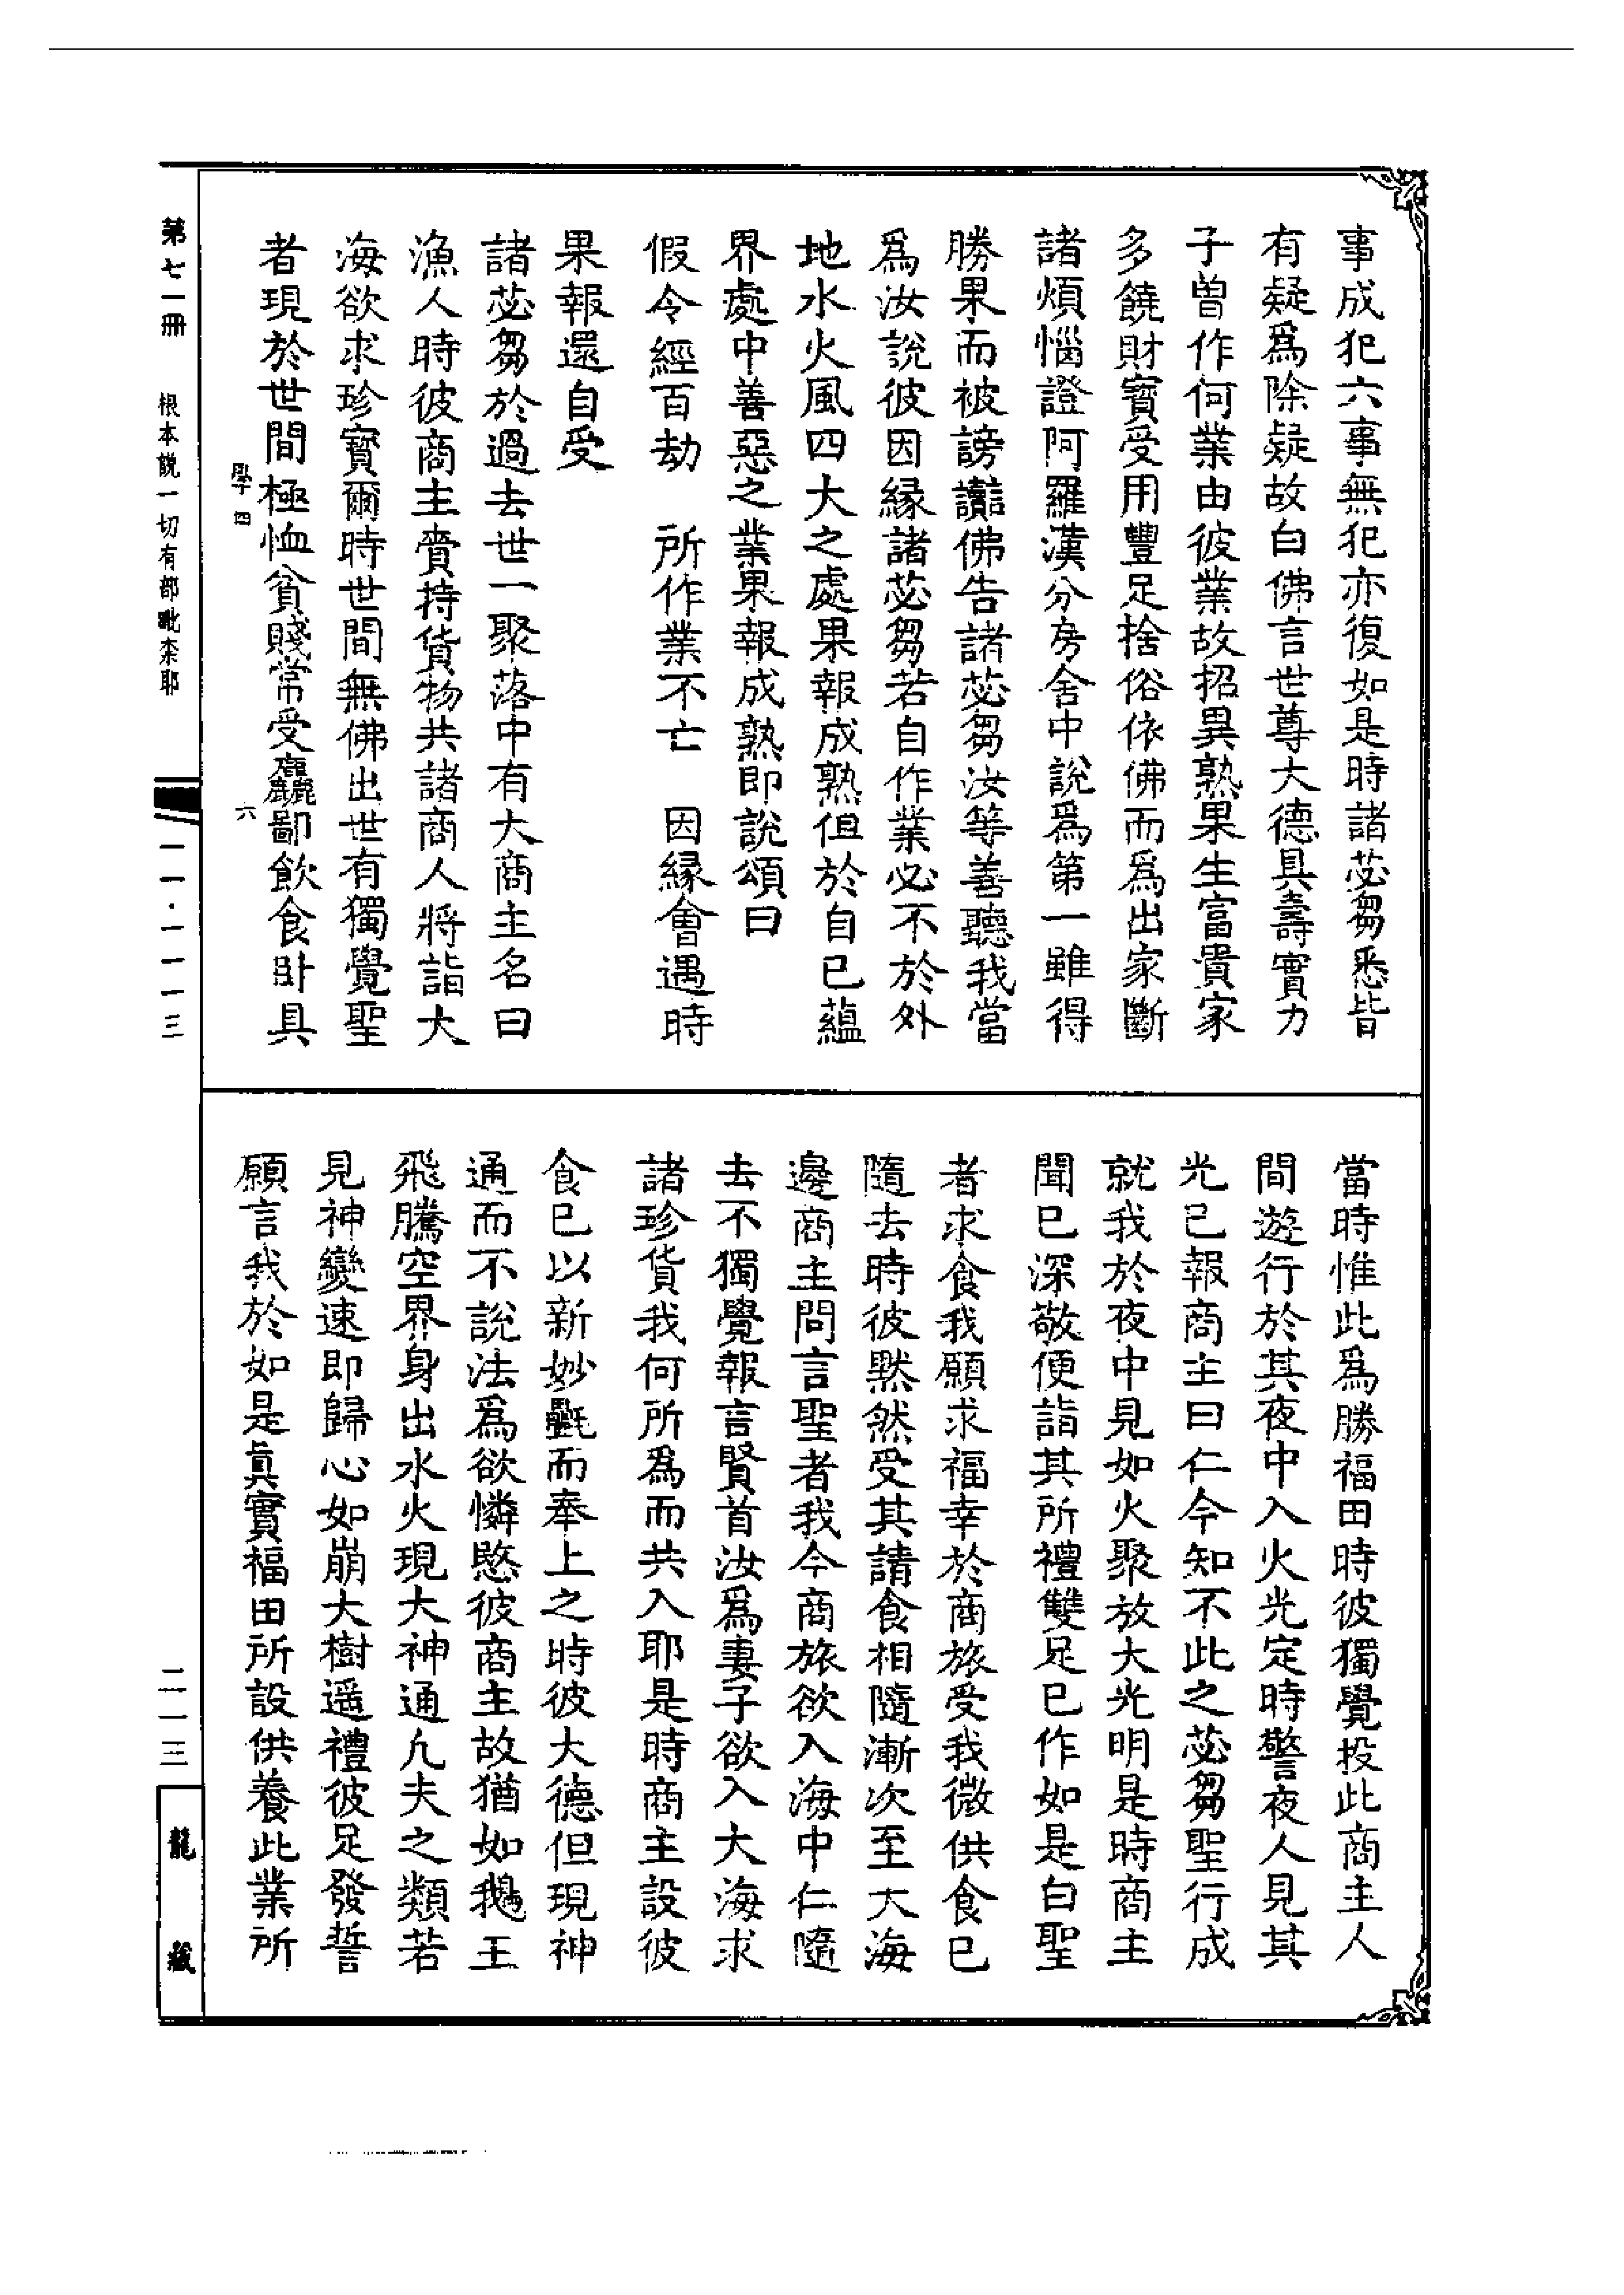 事成犯六事無犯亦復如是時諸苾芻悉皆
有疑爲除疑故白佛言世尊大德具壽實力
子曾作何業由彼業故招異熟果生富貴家
多饒財寶受用豐足捨俗依佛而爲出家斷
諸煩惱證阿羅漢分房舍中說爲第一雖得
勝果而被謗讟佛告諸苾芻汝等善聽我當
爲汝說彼因緣諸苾芻若自作業必不於外
地水火風四大之處果報成熟但於自已蘊
界處中善惡之業果報成熟即說頌曰
假令經百劫　所作業不亡　因緣會遇時
果報還自受
諸苾芻於過去世一聚落中有大商主名曰
漁人時彼商主賷持貨物共諸商人將詣大
海欲求珍寶爾時世間無佛出世有獨覺聖
者現於世間極恤貧賤常受麤鄙飲食臥具
學四　六
當時惟此爲勝福田時彼獨覺投此商主人
間遊行於其夜中入火光定時警夜人見其
光已報商主曰仁今知不此之苾芻聖行成
就我於夜中見如火聚放大光明是時商主
聞已深敬便詣其所禮雙足已作如是白聖
者求食我願求福幸於商旅受我微供食已
隨去時彼默然受其請食相隨漸次至大海
邊商主問言聖者我今商旅欲入海中仁隨
去不獨覺報言賢首汝爲妻子欲入大海求
諸珍貨我何所爲而共入耶是時商主設彼
食已以新妙㲲而奉上之時彼大德但現神
通而不說法爲欲憐愍彼商主故猶如鵝王
飛騰空界身出水火現大神通凡夫之類若
見神變速即歸心如崩大樹遥禮彼足發誓
願言我於如是眞實福田所設供養此業所
第七一冊　根本說一切有部毗柰耶
一一·一一一三
二一三
龍藏